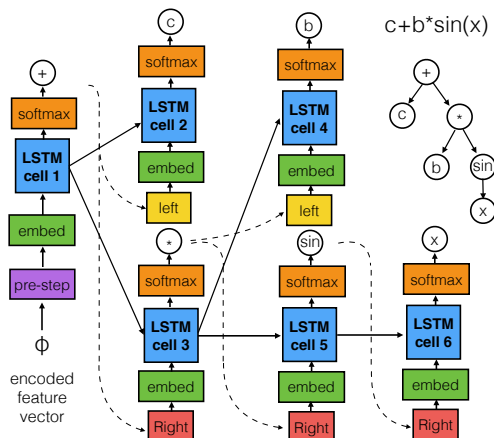 c+b*sin(x)
c
b
+
softmax
softmax
softmax
LSTM
cell 1
LSTM
cell 2
LSTM
cell 4
embed
embed
embed
left
left
pre-step
ϕ
encoded
feature
vector
*
sin
x
softmax
softmax
softmax
LSTM
cell 3
LSTM
cell 5
LSTM
cell 6
embed
embed
embed
Right
Right
Right
+
c
*
b
sin
x